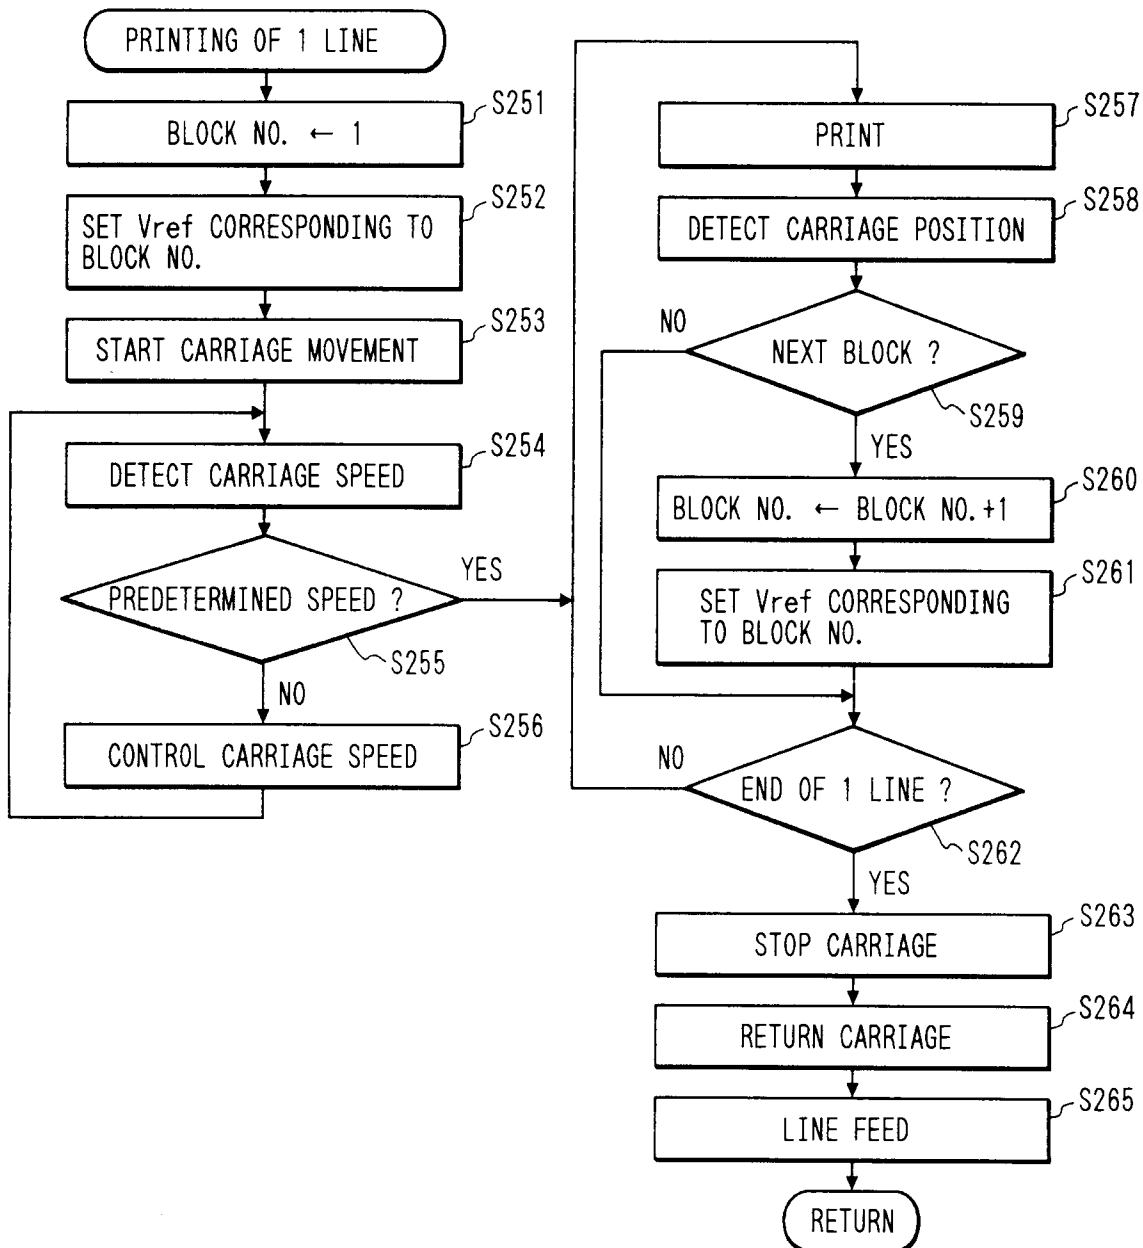 PRINTING OF 1 LINE
S251
BLOCK NO. ← 1
S252
SET Vref CORRESPONDING TO
BLOCK NO.
S253
START CARRIAGE MOVEMENT
S254
DETECT CARRIAGE SPEED
YES
PREDETERMINED SPEED ?
S255
NO
S256
CONTROL CARRIAGE SPEED
S257
PRINT
S258
DETECT CARRIAGE POSITION
NO
NEXT BLOCK ?
S259
YES
S260
BLOCK NO. ← BLOCK NO.+1
S261
SET Vref CORRESPONDING
TO BLOCK NO.
NO
END OF 1 LINE ?
S262
YES
S263
STOP CARRIAGE
S264
RETURN CARRIAGE
S265
LINE FEED
RETURN